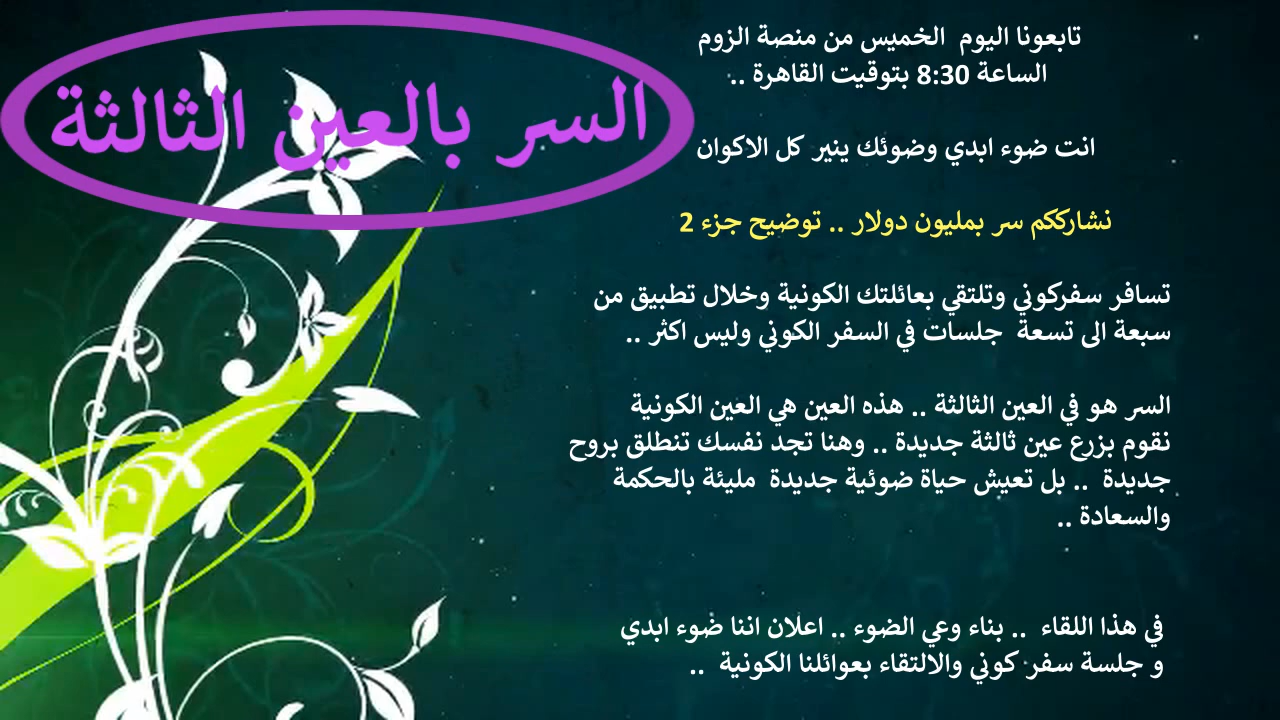 السر بالعين الثالثة
تابعونا اليوم الخميس من منصة الزوم
الساعة 8:30 بتوقيت القاهرة ..
انت ضوء ابدي وضوئك ينير كل الاكوان
نشارككم سر بمليون دولار .. توضيح جزء 2
تسافر سفركوني وتلتقي بعائلتك الكونية وخلال تطبيق من
سبعة الى تسعة جلسات في السفر الكوني وليس اكثر ..
السر هو في العين الثالثة .. هذه العين هي العين الكونية
نقوم بزرع عين ثالثة جديدة .. وهنا تجد نفسك تنطلق بروح
جديدة .. بل تعيش حياة ضوئية جديدة مليئة بالحكمة
والسعادة ..
في هذا اللقاء .. بناء وعي الضوء .. اعلان اننا ضوء ابدي
و جلسة سفر كوني والالتقاء بعوائلنا الكونية ..